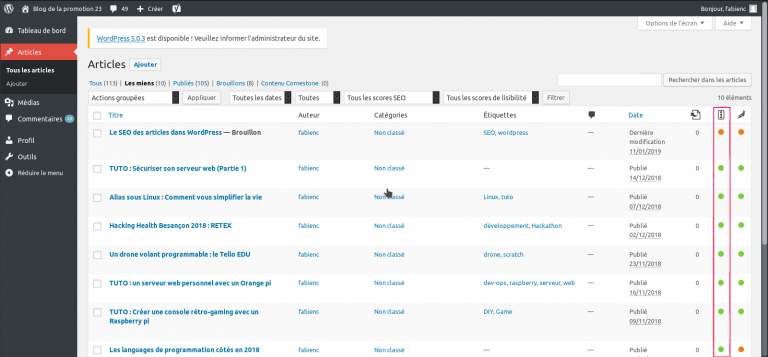 Blog de la promotion 23
49
Créer
Bonjour, fabienc
Options de l'écran
Aide
Tableau de bord
Articles
Tous les articles
Ajouter
Médias
Commentaires
Profil
Outils
Réduire le menu
WordPress 5.0.3 est disponible ! Veuillez informer l'administrateur du site.
Articles Ajouter
Tous (113) | Les miens (10) | Publiés (105) | Brouillons (8) | Contenu Cornestone (0)
Rechercher dans les articles
Actions groupées Appliquer Toutes les dates Toutes Tous les scores SEO Tous les scores de lisibilité Filtrer
10 éléments
Titre Auteur Catégories Étiquettes Date
Le SEO des articles dans WordPress — Brouillon fabienc Non classé SEO, wordpress — Dernière modification 11/01/2019 0
TUTO : Sécuriser son serveur web (Partie 1) fabienc Non classé — — Publié 14/12/2018 0
Alias sous Linux : Comment vous simplifier la vie fabienc Non classé Linux, tuto — Publié 07/12/2018 0
Hacking Health Besançon 2018 : RETEX fabienc Non classé développement, Hackathon — Publié 02/12/2018 0
Un drone volant programmable : le Tello EDU fabienc Non classé drone, scratch — Publié 23/11/2018 0
TUTO : un serveur web personnel avec un Orange pi fabienc Non classé dev-ops, raspberry, serveur, web — Publié 16/11/2018 0
TUTO : Créer une console rétro-gaming avec un Raspberry pi fabienc Non classé DIY, Game — Publié 09/11/2018 0
Les langages de programmation côtés en 2018 fabienc Non classé — — Publié 0